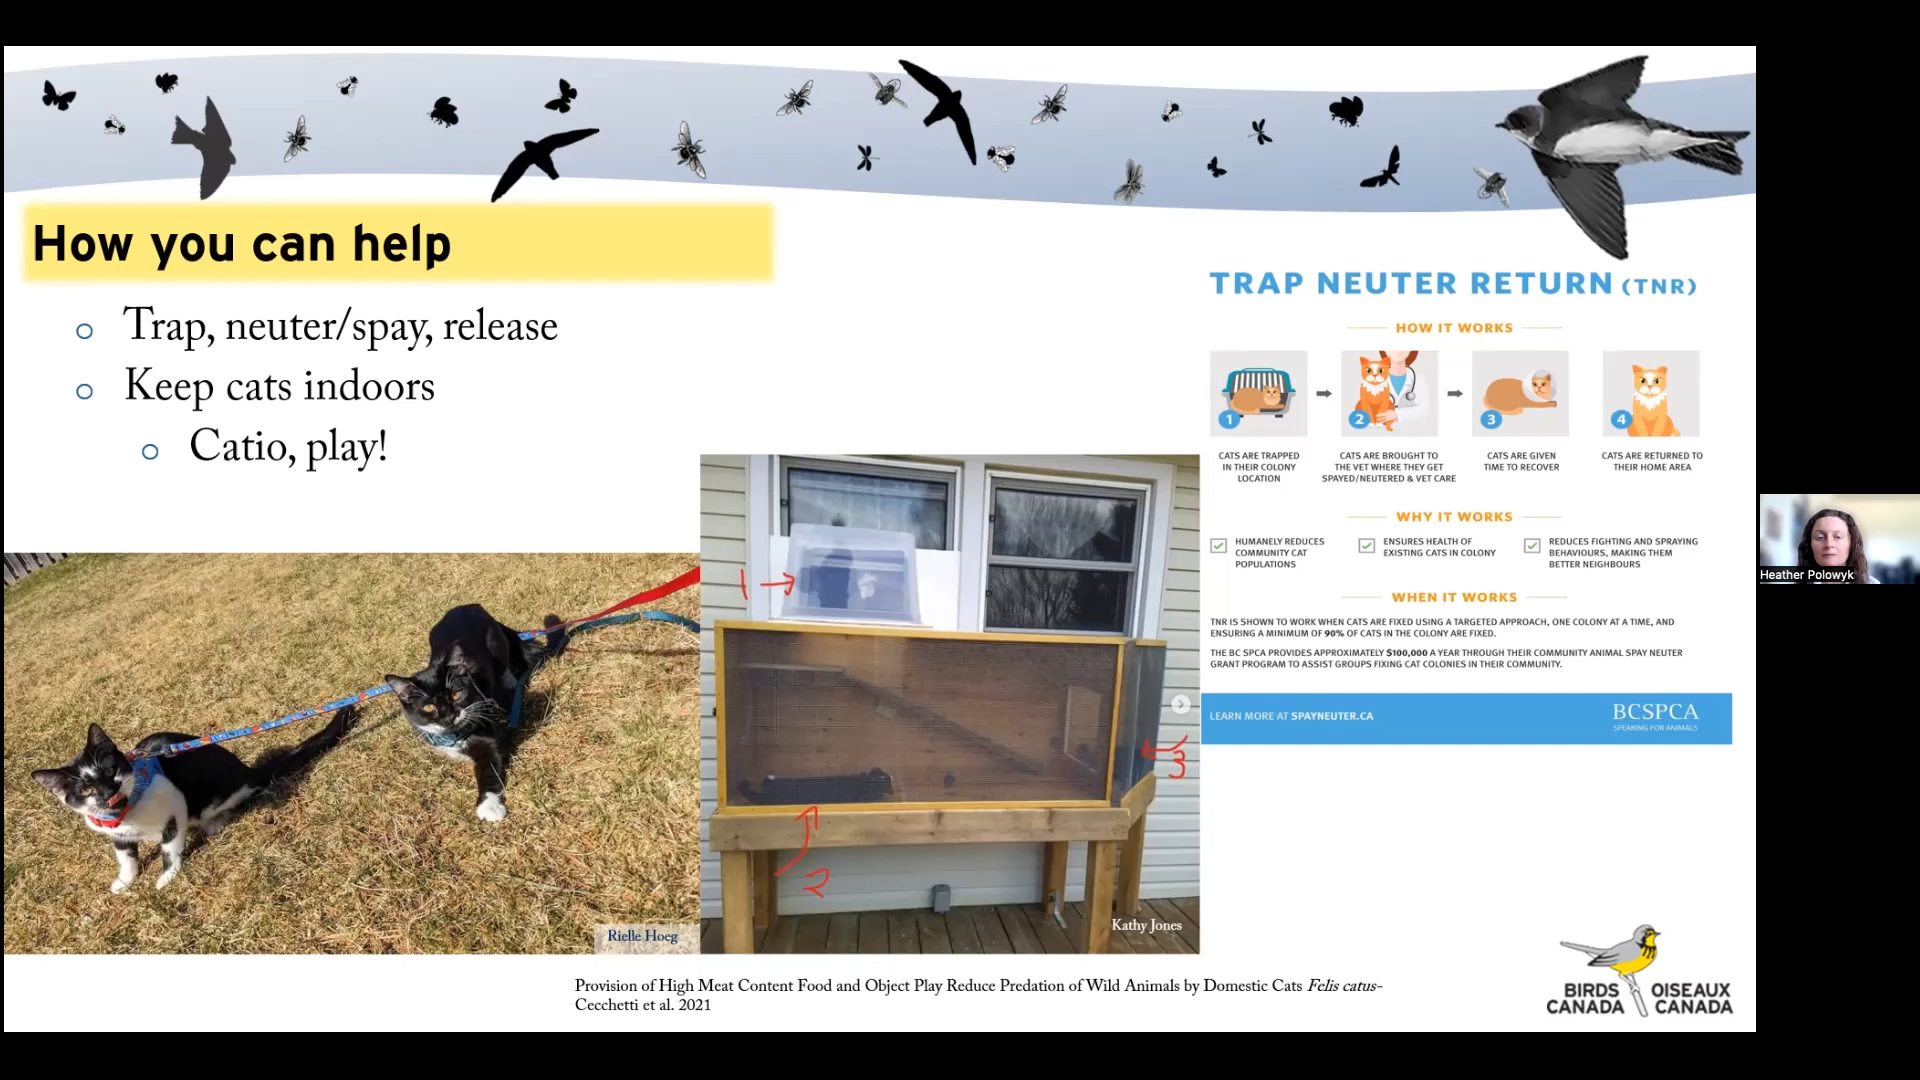 How you can help
Trap, neuter/spay, release
Keep cats indoors
Catio, play!
TRAP NEUTER RETURN (TNR)
HOW IT WORKS
1
2
3
4
CATS ARE TRAPPED
IN THEIR COLONY
LOCATION
CATS ARE BROUGHT TO
THE VET WHERE THEY GET
SPAYED/NEUTERED & VET CARE
CATS ARE GIVEN
TIME TO RECOVER
CATS ARE RETURNED TO
THEIR HOME AREA
WHY IT WORKS
HUMANELY REDUCES
COMMUNITY CAT
POPULATIONS
ENSURES HEALTH OF
EXISTING CATS IN COLONY
REDUCES FIGHTING AND SPRAYING
BEHAVIOURS, MAKING THEM
BETTER NEIGHBOURS
WHEN IT WORKS
TNR IS SHOWN TO WORK WHEN CATS ARE FIXED USING A TARGETED APPROACH, ONE COLONY AT A TIME, AND
ENSURING A MINIMUM OF 90% OF CATS IN THE COLONY ARE FIXED.
THE BC SPCA PROVIDES APPROXIMATELY $100,000 A YEAR THROUGH THEIR COMMUNITY ANIMAL SPAY NEUTER
GRANT PROGRAM TO ASSIST GROUPS FIXING CAT COLONIES IN THEIR COMMUNITY.
LEARN MORE AT SPAYNEUTER.CA
BCSPCA
SPEAKING FOR ANIMALS
1
2
3
Rielle Hoeg
Kathy Jones
Provision of High Meat Content Food and Object Play Reduce Predation of Wild Animals by Domestic Cats Felis catus-
Cecchetti et al. 2021
BIRDS CANADA
OISEAUX CANADA
Heather Polowyk